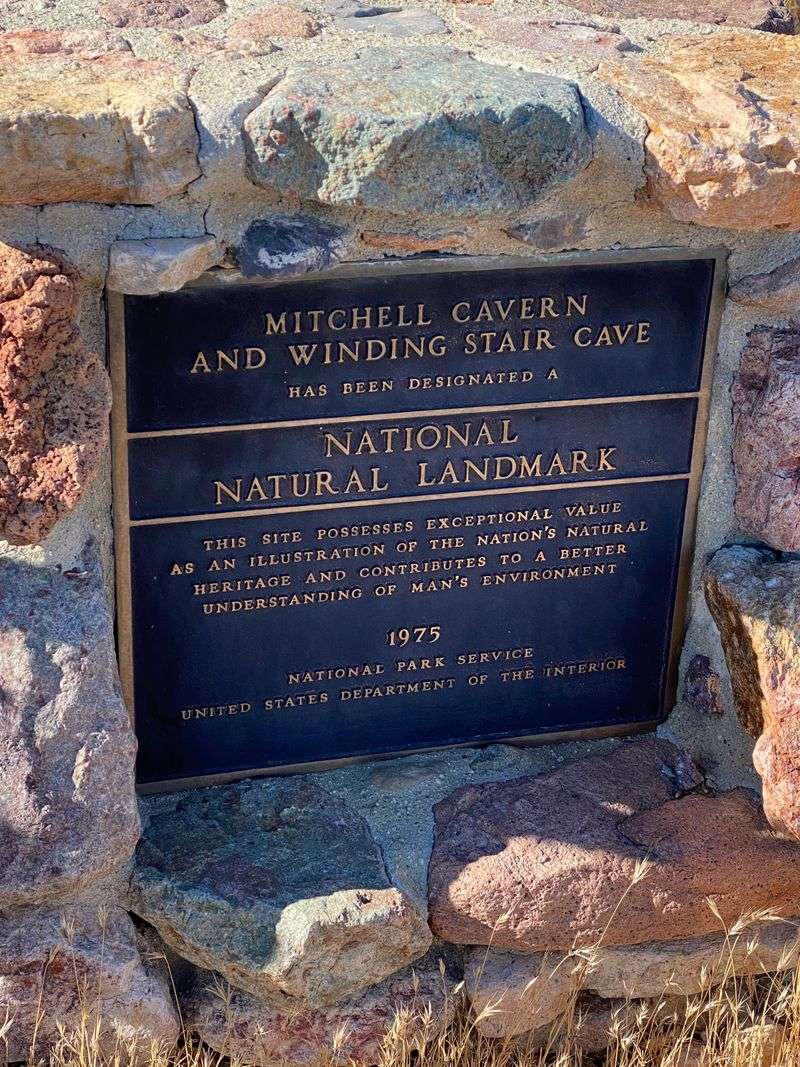 MITCHELL CAVERN
AND WINDING STAIR CAVE
HAS BEEN DESIGNATED A
NATIONAL
NATURAL LANDMARK
THIS SITE POSSESSES EXCEPTIONAL VALUE
AS AN ILLUSTRATION OF THE NATION'S NATURAL
HERITAGE AND CONTRIBUTES TO A BETTER
UNDERSTANDING OF MAN'S ENVIRONMENT
1975
NATIONAL PARK SERVICE
UNITED STATES DEPARTMENT OF THE INTERIOR